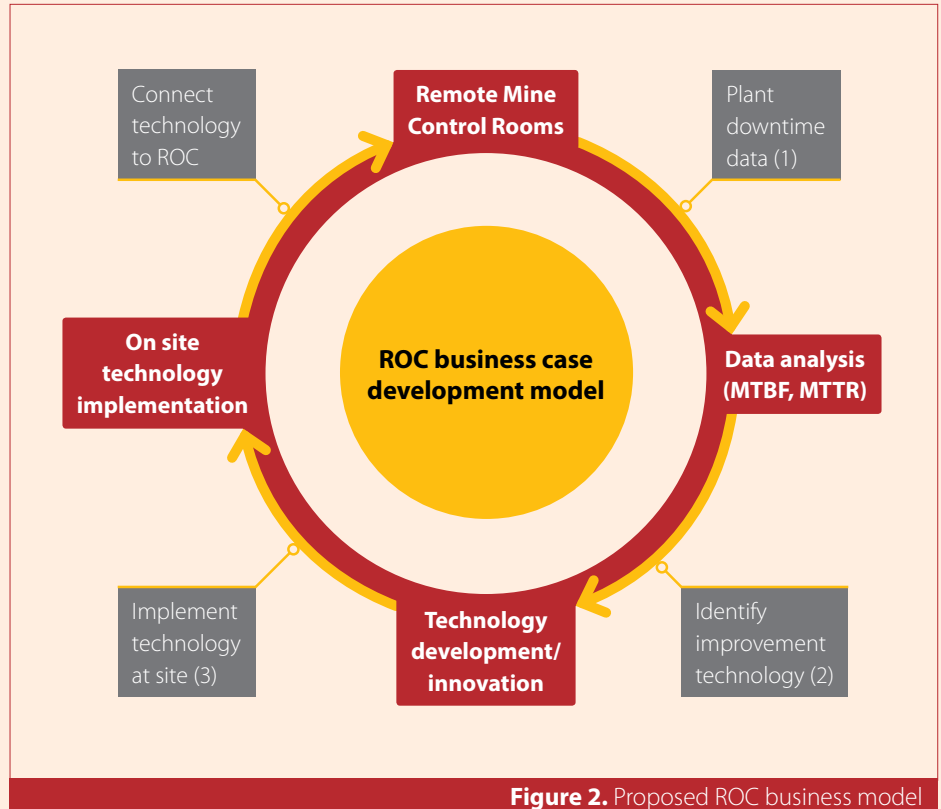 Connect
technology
to ROC
Remote Mine
Control Rooms
Plant
downtime
data (1)
On site
technology
implementation
ROC business case
development model
Data analysis
(MTBF, MTTR)
Implement
technology
at site (3)
Technology
development/
innovation
Identify
improvement
technology (2)
Figure 2. Proposed ROC business model